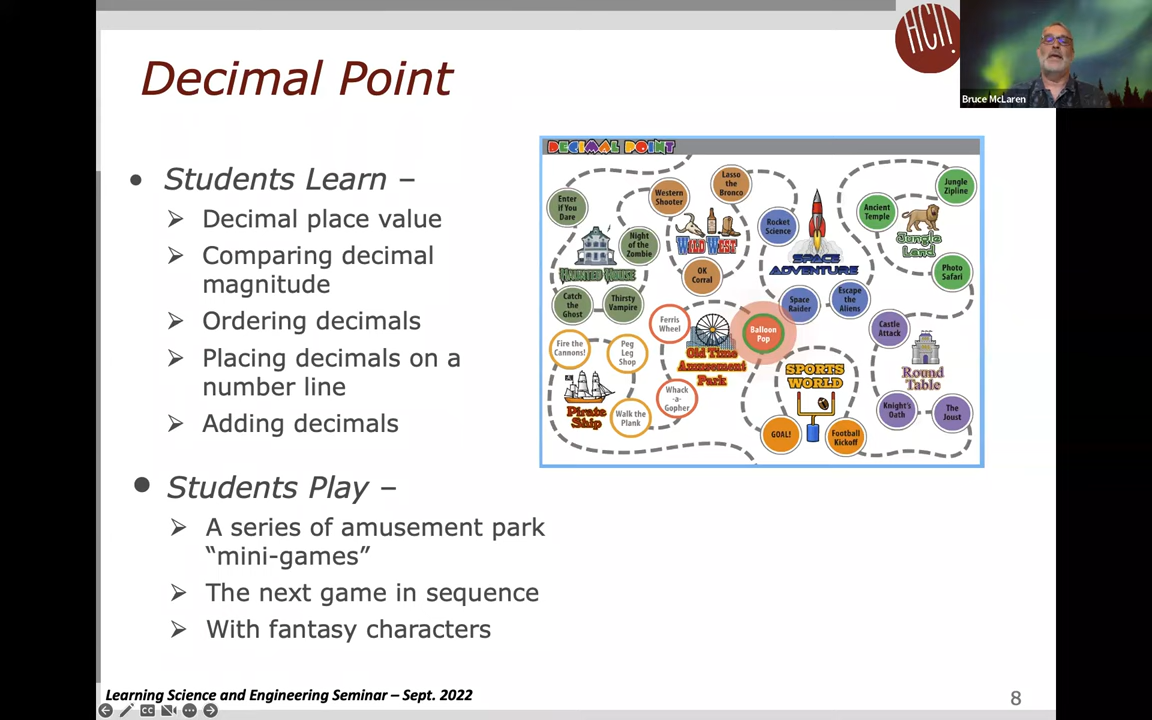 Decimal Point
HCII
Bruce McLaren
• Students Learn –
➢ Decimal place value
➢ Comparing decimal
magnitude
➢ Ordering decimals
➢ Placing decimals on a
number line
➢ Adding decimals
• Students Play –
➢ A series of amusement park
“mini-games”
➢ The next game in sequence
➢ With fantasy characters
DECIMAL POINT
Enter
if You
Dare
Night
of the
Zombie
HAUNTED HOUSE
Catch
the
Ghost
Thirsty
Vampire
Western
Shooter
Lasso
the
Bronco
WILD WEST
OK
Corral
Rocket
Science
SPACE
ADVENTURE
Space
Raider
Escape
the
Aliens
Ancient
Temple
Jungle
Zipline
Jungle
Land
Photo
Safari
Ferris
Wheel
Balloon
Pop
Old Time
Amusement
Park
Whack
-a-
Gopher
Fire the
Cannons!
Peg
Leg
Shop
Pirate
Ship
Walk the
Plank
SPORTS
WORLD
GOAL!
Football
Kickoff
Castle
Attack
Round
Table
Knight's
Oath
The
Joust
Learning Science and Engineering Seminar – Sept. 2022
8
CC